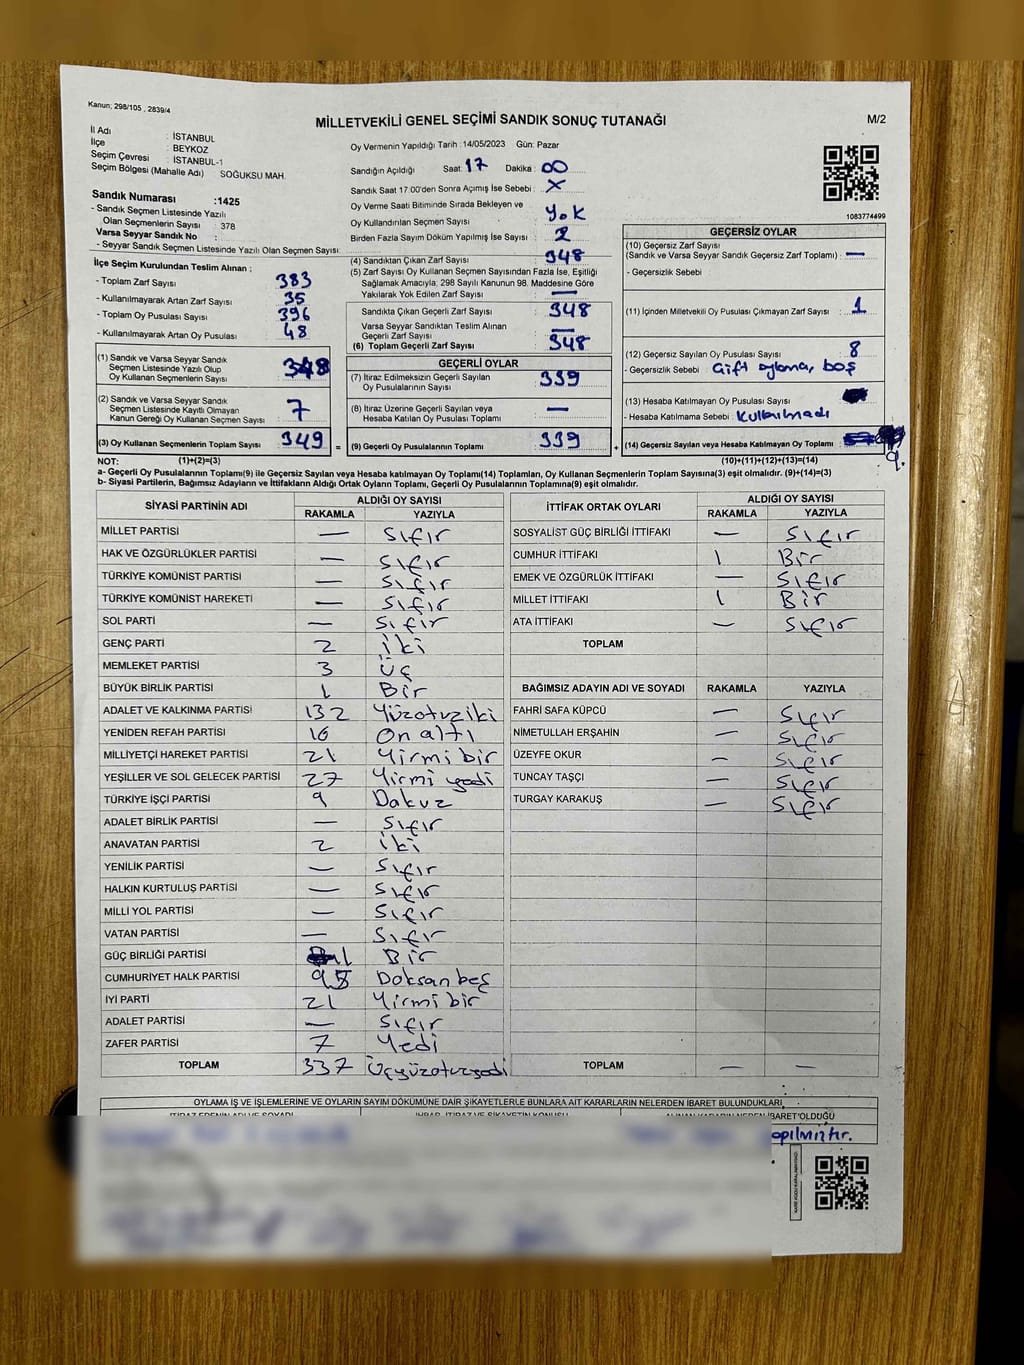 Kanun; 298/105 , 2839/4
MİLLETVEKİLİ GENEL SEÇİMİ SANDIK SONUÇ TUTANAĞI
M/2
İl Adı : İSTANBUL
İlçe : BEYKOZ
Seçim Çevresi : İSTANBUL-1
Seçim Bölgesi (Mahalle Adı) SOĞUKSU MAH.
Sandık Numarası :1425
- Sandık Seçmen Listesinde Yazılı
Olan Seçmenlerin Sayısı : 378
Varsa Seyyar Sandık No :
- Seyyar Sandık Seçmen Listesinde Yazılı Olan Seçmen Sayısı:
İlçe Seçim Kurulundan Teslim Alınan :
- Toplam Zarf Sayısı 383
- Kullanılmayarak Artan Zarf Sayısı 35
- Toplam Oy Pusulası 396
- Kullanılmayarak Artan Oy Pusulası 48
(1) Sandık ve Varsa Seyyar Sandık
Seçmen Listesinde Yazılı Olup
Oy Kullanan Seçmenlerin Sayısı 348
(2) Sandık ve Varsa Seyyar Sandık
Seçmen Listesinde Kayıtlı Olmayan
Kanun Gereği Oy Kullanan Seçmen Sayısı 7
(3) Oy Kullanan Seçmenlerin Toplam Sayısı 349 =
Oy Vermenin Yapıldığı Tarih :14/05/2023 Gün: Pazar
Sandığın Açıldığı Saat: 17 Dakika : 00
Sandık Saat 17:00'den Sonra Açımış İse Sebebi : X
Oy Verme Saati Bitiminde Sırada Bekleyen ve
Oy Kullandırılan Seçmen Sayısı : Yok
Birden Fazla Sayım Döküm Yapılmış İse Sayısı : 2
(4) Sandıktan Çıkan Zarf Sayısı : 348
(5) Zarf Sayısı Oy Kullanan Seçmen Sayısından Fazla İse, Eşitliği
Sağlamak Amacıyla; 298 Sayılı Kanunun 98. Maddesine Göre
Yakılarak Yok Edilen Zarf Sayısı : —
Sandıkta Çıkan Geçerli Zarf Sayısı : 348
Varsa Seyyar Sandıktan Teslim Alınan
Geçerli Zarf Sayısı : —
(6) Toplam Geçerli Zarf Sayısı : 348
GEÇERLİ OYLAR
(7) İtiraz Edilmeksizin Geçerli Sayılan
Oy Pusulalarının Sayısı : 339
(8) İtiraz Üzerine Geçerli Sayılan veya
Hesaba Katılan Oy Pusulası Toplamı : —
(9) Geçerli Oy Pusulalarının Toplamı : 339 +
1083774499
GEÇERSİZ OYLAR
(10) Geçersiz Zarf Sayısı
(Sandık ve Varsa Seyyar Sandık Geçersiz Zarf Toplamı) : —
- Geçersizlik Sebebi
(11) İçinden Milletvekili Oy Pusulası Çıkmayan Zarf Sayısı : 1
(12) Geçersiz Sayılan Oy Pusulası Sayısı : 8
- Geçersizlik Sebebi : Çift oylama, boş
(13) Hesaba Katılmayan Oy Pusulası Sayısı :
- Hesaba Katılmama Sebebi : Kullanılmadı
(14) Geçersiz Sayılan veya Hesaba Katılmayan Oy Toplamı : 9.
NOT: (1)+(2)=(3) (10)+(11)+(12)+(13)=(14)
a- Geçerli Oy Pusulalarının Toplamı(9) ile Geçersiz Sayılan veya Hesaba katılmayan Oy Toplamı(14) Toplamları, Oy Kullanan Seçmenlerin Toplam Sayısına(3) eşit olmalıdır. (9)+(14)=(3)
b- Siyasi Partilerin, Bağımsız Adayların ve İttifakların Aldığı Ortak Oyların Toplamı, Geçerli Oy Pusulalarının Toplamına(9) eşit olmalıdır.
SİYASİ PARTİNİN ADI ALDIĞI OY SAYISI
RAKAMLA YAZIYLA
MİLLET PARTİSİ — Sıfır
HAK VE ÖZGÜRLÜKLER PARTİSİ — Sıfır
TÜRKİYE KOMÜNİST PARTİSİ — Sıfır
TÜRKİYE KOMÜNİST HAREKETİ — Sıfır
SOL PARTİ — Sıfır
GENÇ PARTİ 2 iki
MEMLEKET PARTİSİ 3 üç
BÜYÜK BİRLİK PARTİSİ 1 Bir
ADALET VE KALKINMA PARTİSİ 132 Yüzotuziki
YENİDEN REFAH PARTİSİ 16 On altı
MİLLİYETÇİ HAREKET PARTİSİ 21 Yirmi bir
YEŞİLLER VE SOL GELECEK PARTİSİ 27 Yirmi yedi
TÜRKİYE İŞÇİ PARTİSİ 9 Dokuz
ADALET BİRLİK PARTİSİ — Sıfır
ANAVATAN PARTİSİ 2 iki
YENİLİK PARTİSİ — Sıfır
HALKIN KURTULUŞ PARTİSİ — Sıfır
MİLLİ YOL PARTİSİ — Sıfır
VATAN PARTİSİ — Sıfır
GÜÇ BİRLİĞİ PARTİSİ 1 Bir
CUMHURİYET HALK PARTİSİ 95 Doksan beş
İYİ PARTİ 21 Yirmi bir
ADALET PARTİSİ — Sıfır
ZAFER PARTİSİ 7 Yedi
TOPLAM 337 Üçyüzotuzyedi
İTTİFAK ORTAK OYLARI ALDIĞI OY SAYISI
RAKAMLA YAZIYLA
SOSYALİST GÜÇ BİRLİĞİ İTTİFAKI — Sıfır
CUMHUR İTTİFAKI 1 Bir
EMEK VE ÖZGÜRLÜK İTTİFAKI — Sıfır
MİLLET İTTİFAKI 1 Bir
ATA İTTİFAKI — Sıfır
TOPLAM
BAĞIMSIZ ADAYIN ADI VE SOYADI RAKAMLA YAZIYLA
FAHRİ SAFA KÜPCÜ — Sıfır
NİMETULLAH ERŞAHİN — Sıfır
ÜZEYFE OKUR — Sıfır
TUNCAY TAŞÇI — Sıfır
TURGAY KARAKUŞ — Sıfır
TOPLAM — —
OYLAMA İŞ VE İŞLEMLERINE VE OYLARIN SAYIM DÖKÜMÜNE DAİR ŞİKAYETLERLE BUNLARA AİT KARARLARIN NELERDEN İBARET BULUNDUKLARI
İBARET OLDUĞU